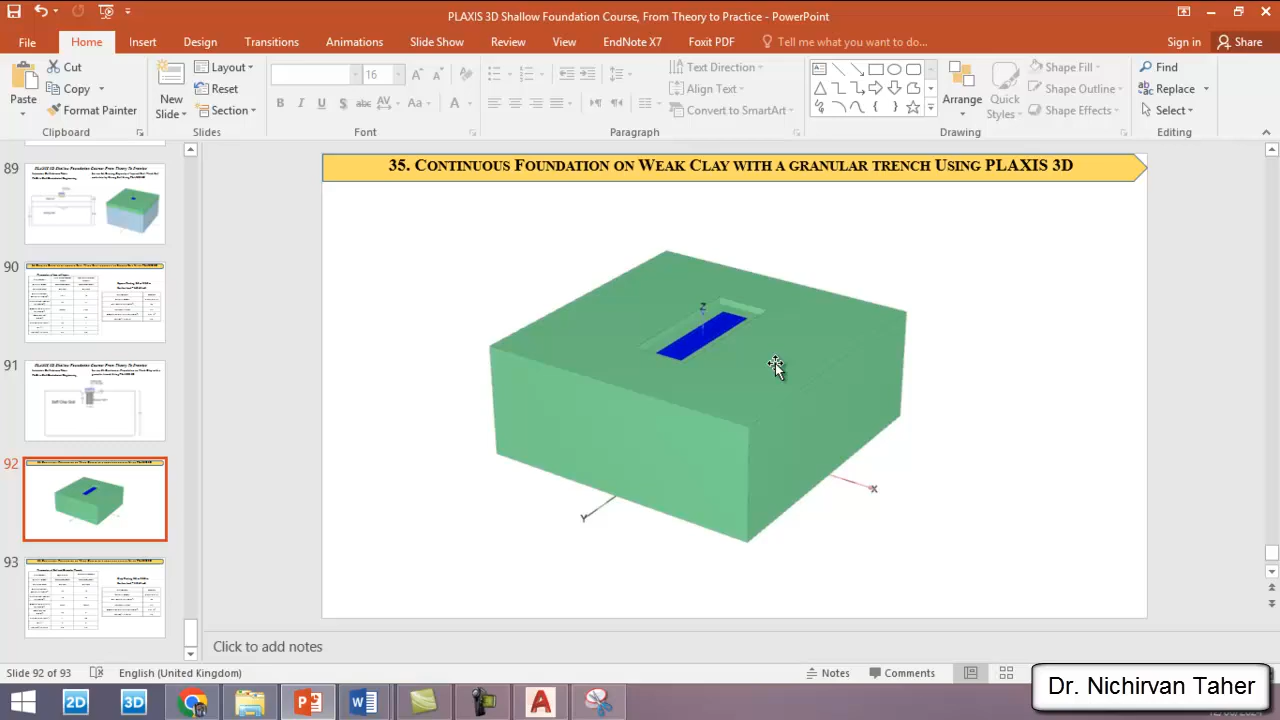 PLAXIS 3D Shallow Foundation Course, From Theory to Practice - PowerPoint
File Home Insert Design Transitions Animations Slide Show Review View EndNote X7 Foxit PDF Tell me what you want to do... Sign in Share
Paste
Cut
Copy
Format Painter
Clipboard
New
Slide
Layout
Reset
Section
Slides
16
B I U S abc AV Aa A
Font
Text Direction
Align Text
Convert to SmartArt
Paragraph
Arrange
Quick
Styles
Shape Fill
Shape Outline
Shape Effects
Drawing
Find
Replace
Select
Editing
89
90
91
92
93
35. CONTINUOUS FOUNDATION ON WEAK CLAY WITH A GRANULAR TRENCH USING PLAXIS 3D
Z
X
Y
Click to add notes
Slide 92 of 93 English (United Kingdom) Notes Comments
2D 3D
Dr. Nichirvan Taher